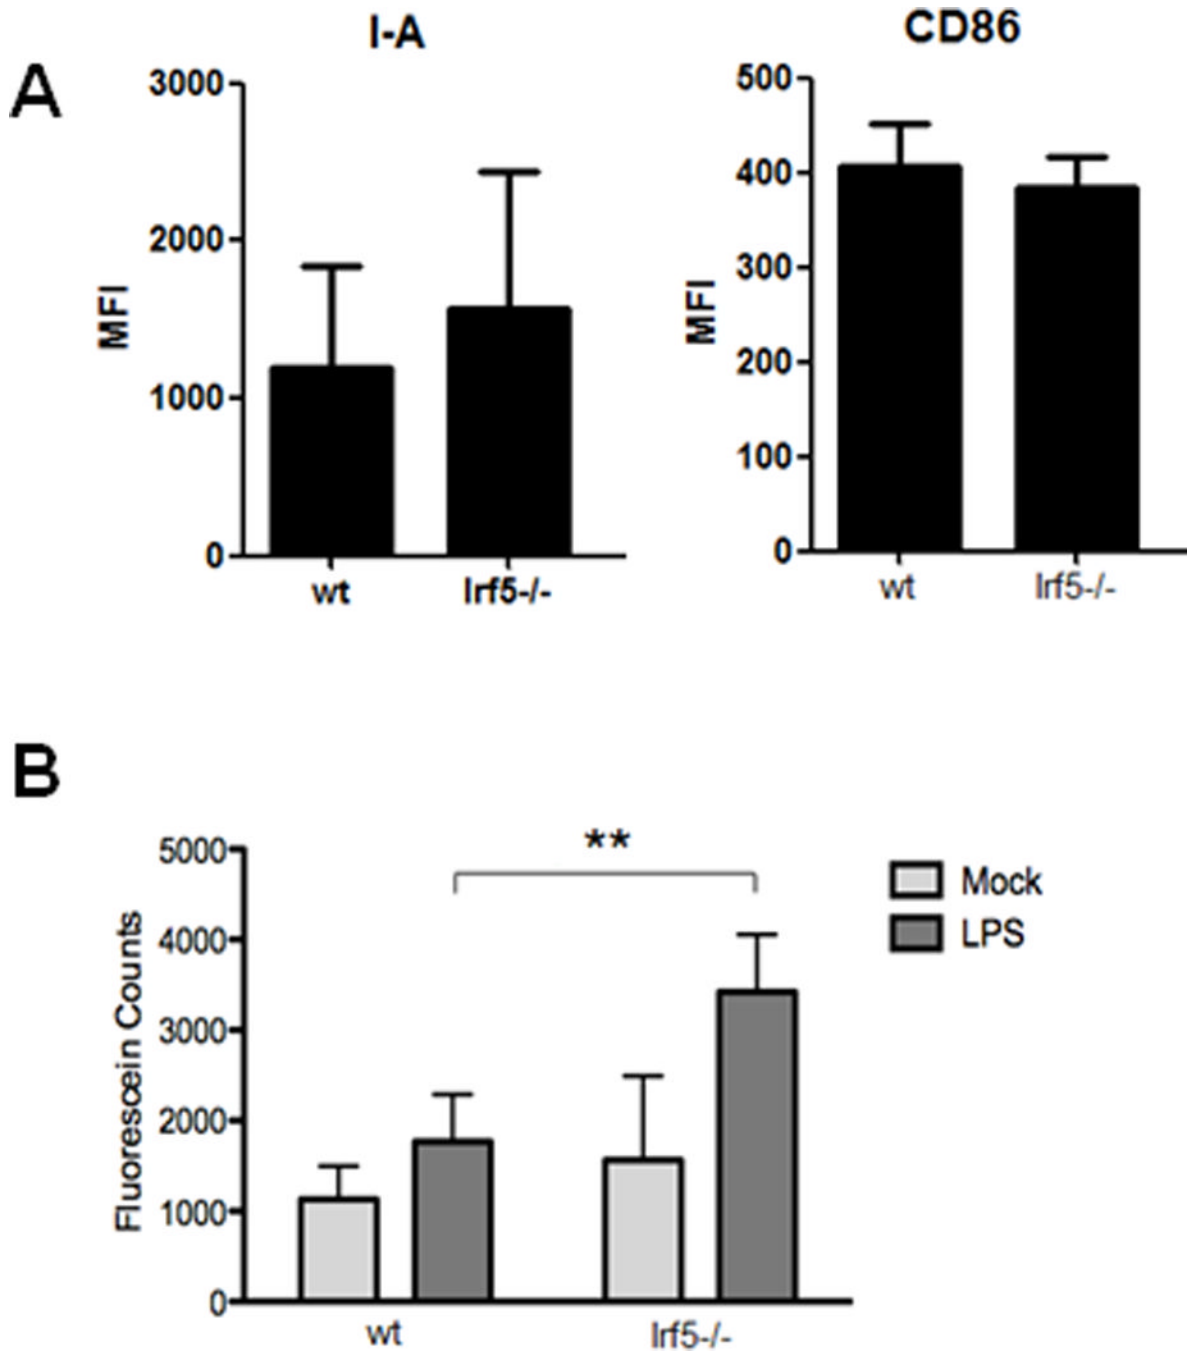 A
I-A
3000
2000
1000
0
MFI
wt
Irf5-/-
CD86
500
400
300
200
100
0
MFI
wt
Irf5-/-
B
5000
4000
3000
2000
1000
0
Fluorescein Counts
**
wt
Irf5-/-
Mock
LPS